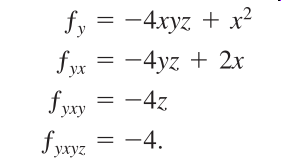 f_y = −4xyz + x²
f_yx = −4yz + 2x
f_yxy = −4z
f_yxyz = −4.